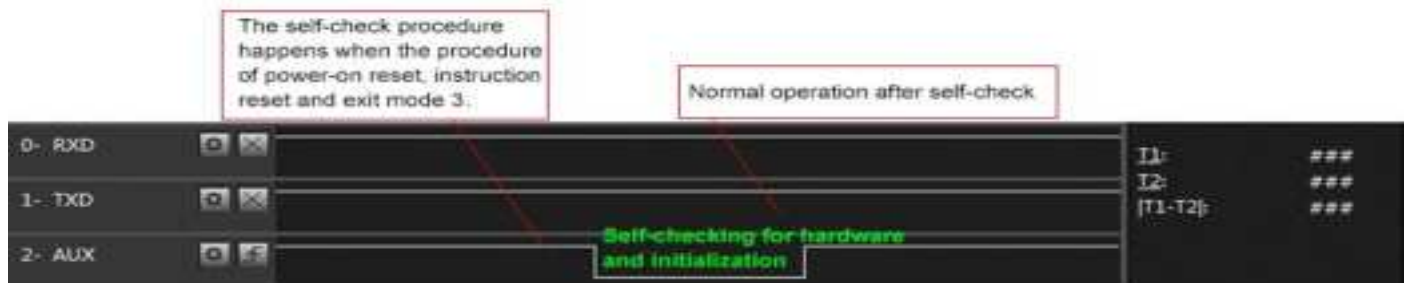 The self-check procedure
happens when the procedure
of power-on reset, instruction
reset and exit mode 3.
Normal operation after self-check
0- RXD
1- TXD
2- AUX
Self-checking for hardware
and initialization
T1: ###
T2: ###
|T1-T2|: ###